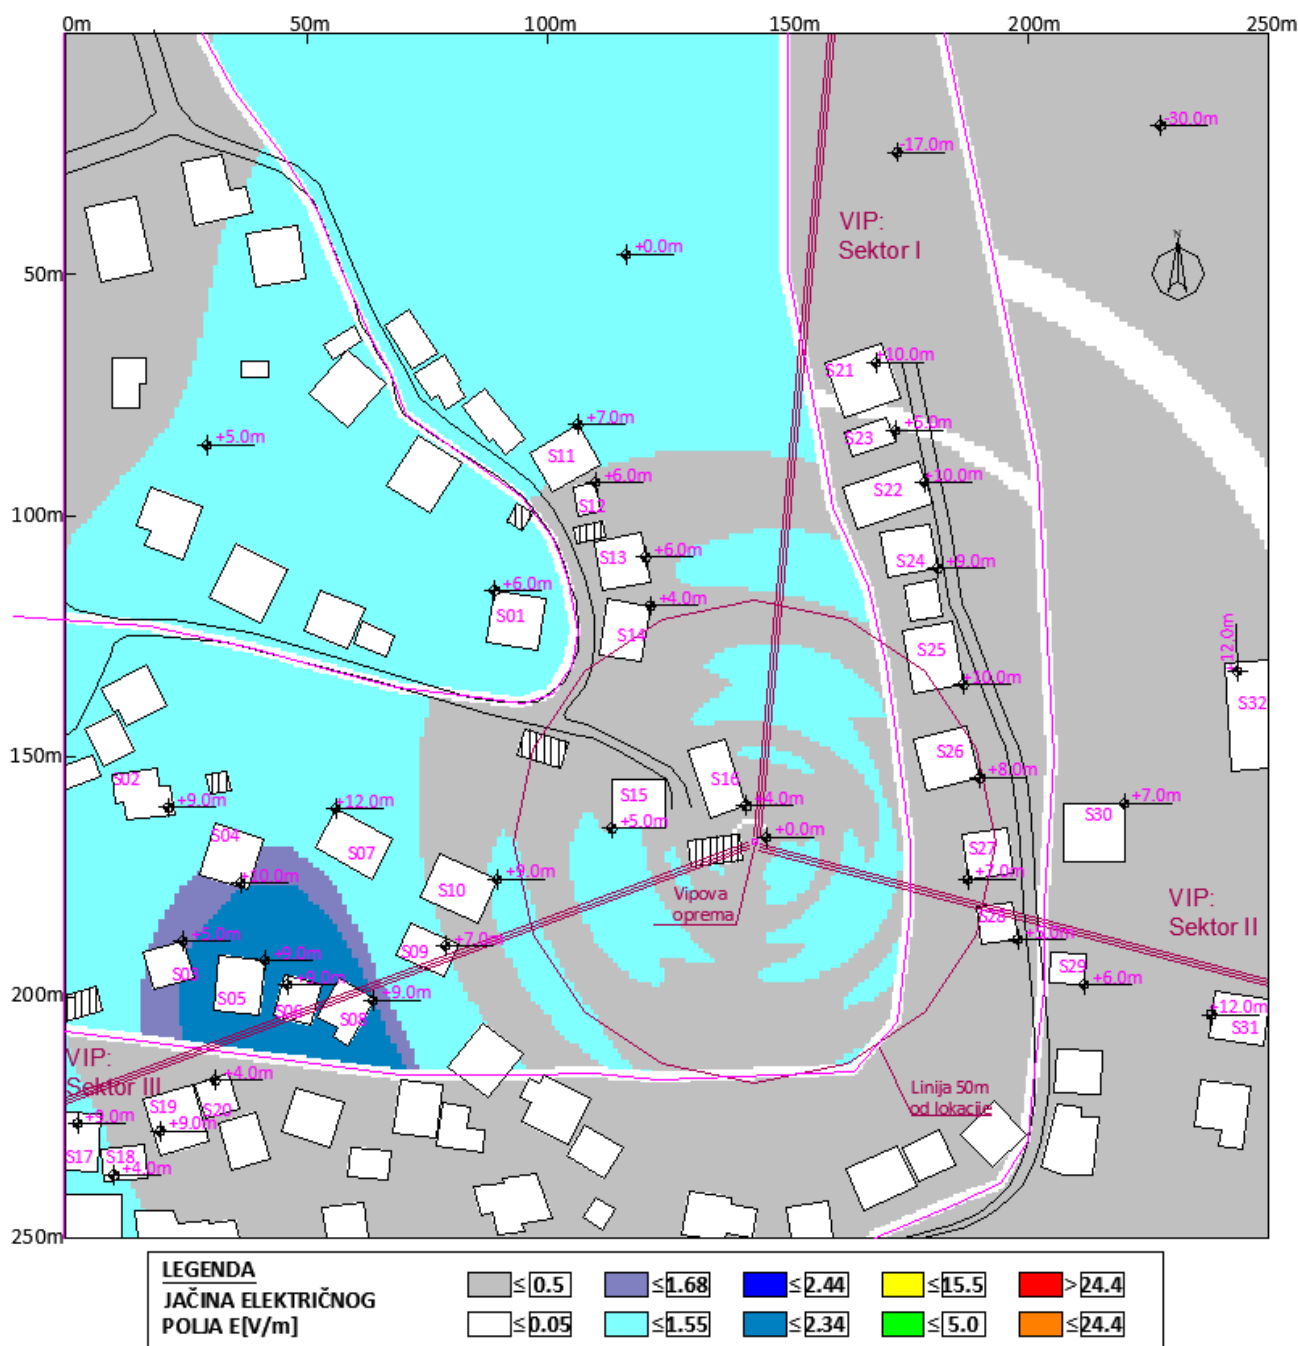 0m 50m 100m 150m 200m 250m
-30.0m
-17.0m
VIP:
Sektor I
N
+0.0m
50m
+10.0m
S21
+7.0m
+5.0m
S23
+5.0m
S11
+6.0m
+10.0m
S22
S12
100m
+6.0m
S13
+9.0m
S24
+6.0m
S01
+4.0m
S14
S25
+12.0m
+10.0m
S32
S26
150m
S02
+8.0m
S16
S15
+9.0m
+12.0m
+4.0m
+7.0m
S30
+5.0m
+0.0m
S04
S07
S27
+10.0m
S10
+9.0m
+7.0m
Vipova
oprema
VIP:
Sektor II
S28
+5.0m
+7.0m
S09
S03
+9.0m
S29
+9.0m
S05
S06
+9.0m
S08
+6.0m
200m
+12.0m
S31
VIP:
Sektor III
+4.0m
Linija 50m
od lokacije
S19
S20
+9.0m
+9.0m
S17
S18
+4.0m
250m
LEGENDA
JAČINA ELEKTRIČNOG
POLJA E[V/m]
≤ 0.5 ≤1.68 ≤2.44 ≤15.5 >24.4
≤0.05 ≤1.55 ≤2.34 ≤ 5.0 ≤24.4